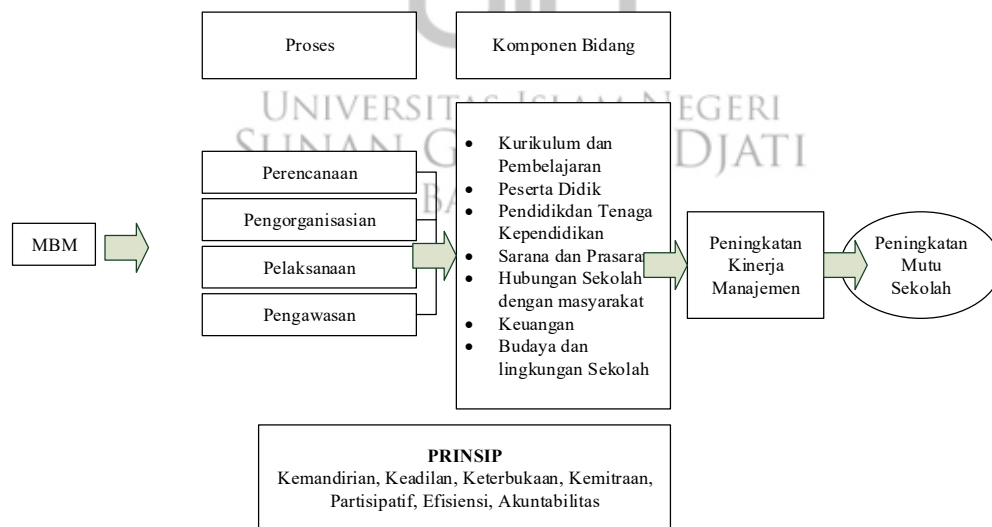 Proses
Komponen Bidang
UNIVERSITAS ISLAM NEGERI
SUNAN G DJATI
BA
MBM
Perencanaan
Pengorganisasian
Pelaksanaan
Pengawasan
• Kurikulum dan
Pembelajaran
• Peserta Didik
• Pendidikdan Tenaga
Kependidikan
• Sarana dan Prasara
• Hubungan Sekolah
dengan masyarakat
• Keuangan
• Budaya dan
lingkungan Sekolah
Peningkatan
Kinerja
Manajemen
Peningkatan
Mutu
Sekolah
PRINSIP
Kemandirian, Keadilan, Keterbukaan, Kemitraan,
Partisipatif, Efisiensi, Akuntabilitas